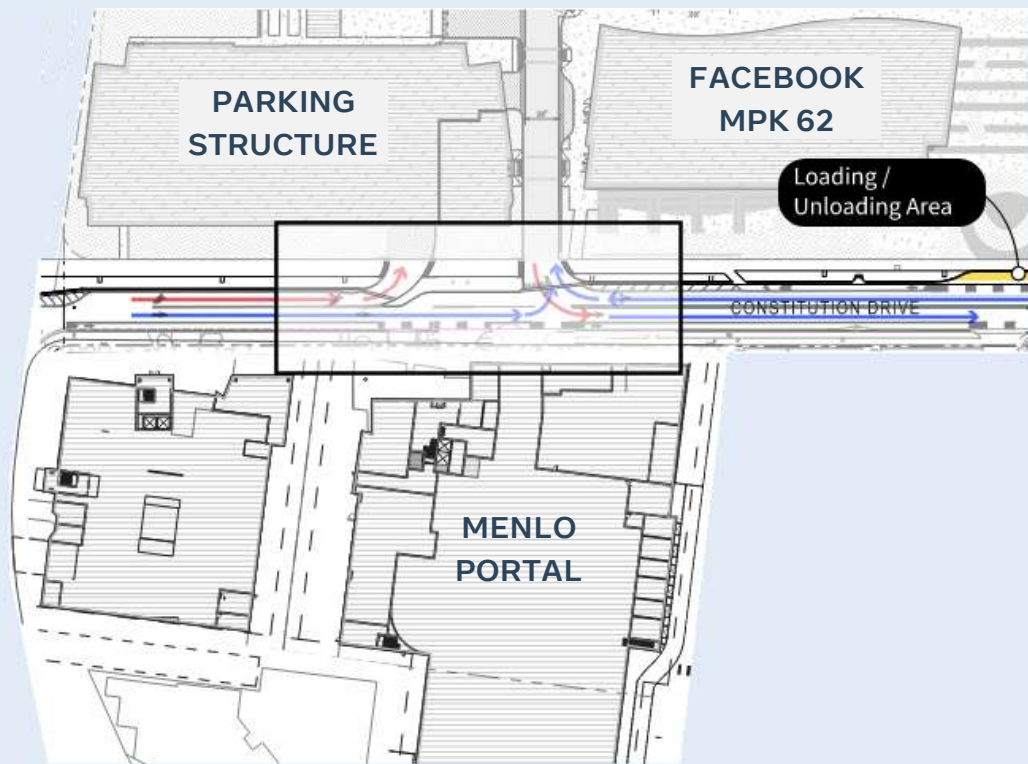 PARKING
STRUCTURE
FACEBOOK
MPK 62
Loading /
Unloading Area
CONSTITUTION DRIVE
MENLO
PORTAL